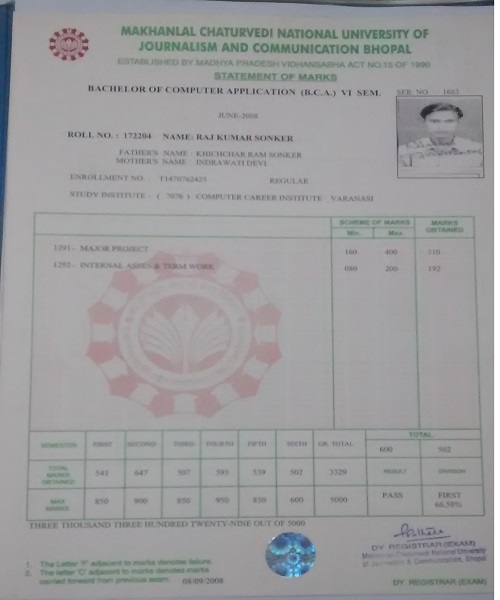 MAKHANLAL CHATURVEDI NATIONAL UNIVERSITY OF
JOURNALISM AND COMMUNICATION BHOPAL
ESTABLISHED BY MADHYA PRADESH VIDHANSABHA ACT NO.15 OF 1990
STATEMENT OF MARKS
BACHELOR OF COMPUTER APPLICATION (B.C.A.) VI SEM.
SER. NO 1663
JUNE-2008
ROLL NO. : 172204 NAME: RAJ KUMAR SONKER
FATHER'S NAME : KHICHCHAR RAM SONKER
MOTHER'S NAME : INDRAWATI DEVI
ENROLLMENT NO. : T1470762425 REGULAR
STUDY INSTITUTE - ( 7076 ) COMPUTER CAREER INSTITUTE VARANASI
SCHEME OF MARKS MARKS OBTAINED
Min. Max.
1291- MAJOR PROJECT 160 400 310
1292- INTERNAL ASSES & TERM WORK 080 200 192
SEMESTER FIRST SECOND THIRD FOURTH FIFTH SIXTH GR. TOTAL TOTAL
600 502
TOTAL MARKS OBTAINED 541 647 507 593 539 502 3329 RESULT DIVISION
MAX MARKS 850 900 850 950 850 600 5000 PASS FIRST
66.58%
THREE THOUSAND THREE HUNDRED TWENTY-NINE OUT OF 5000
DY. REGISTRAR (EXAM)
Makhanlal Chaturvedi National University
of Journalism & Communication, Bhopal
1. The Letter 'F' adjacent to marks denotes failure.
2. The letter 'C' adjacent to marks denotes marks
carried forward from previous exam. 08/09/2008
DY. REGISTRAR (EXAM)